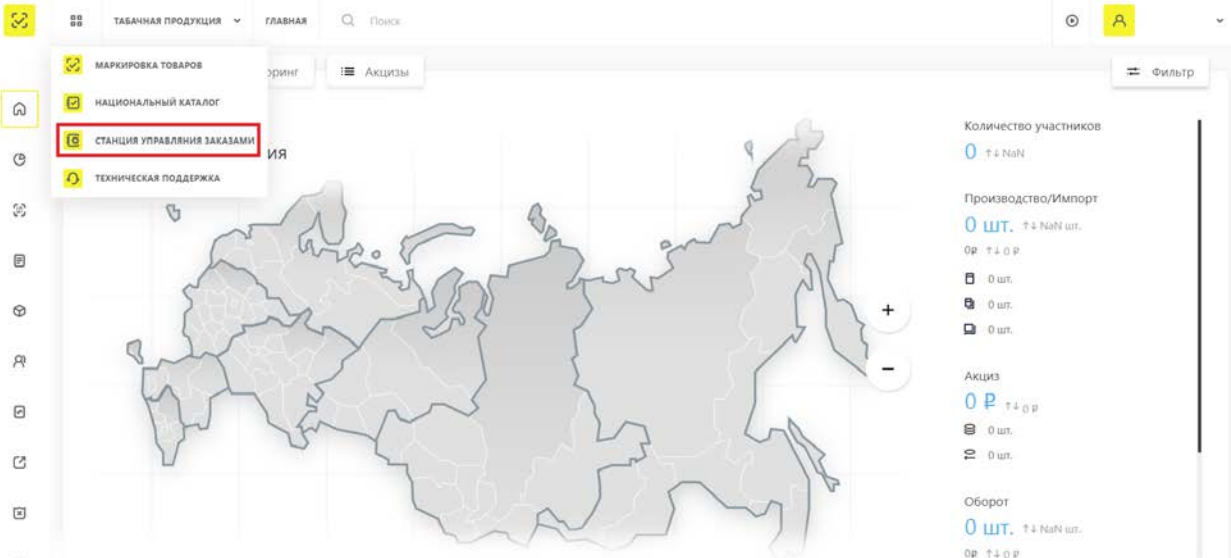 ТАБАЧНАЯ ПРОДУКЦИЯ ГЛАВНАЯ Поиск
МАРКИРОВКА ТОВАРОВ
НАЦИОНАЛЬНЫЙ КАТАЛОГ
СТАНЦИЯ УПРАВЛЯНИЯ ЗАКАЗАМИ
ТЕХНИЧЕСКАЯ ПОДДЕРЖКА
оринг Акцизы Фильтр
ия
Количество участников
0 ↑↓ NaN
Производство/Импорт
0 шт. ↑↓ NaN шт.
0₽ ↑↓ 0 ₽
0 шт.
0 шт.
0 шт.
Акциз
0 ₽ ↑↓ 0 ₽
0 шт.
0 шт.
Оборот
0 шт. ↑↓ NaN шт.
0₽ ↑↓ 0 ₽